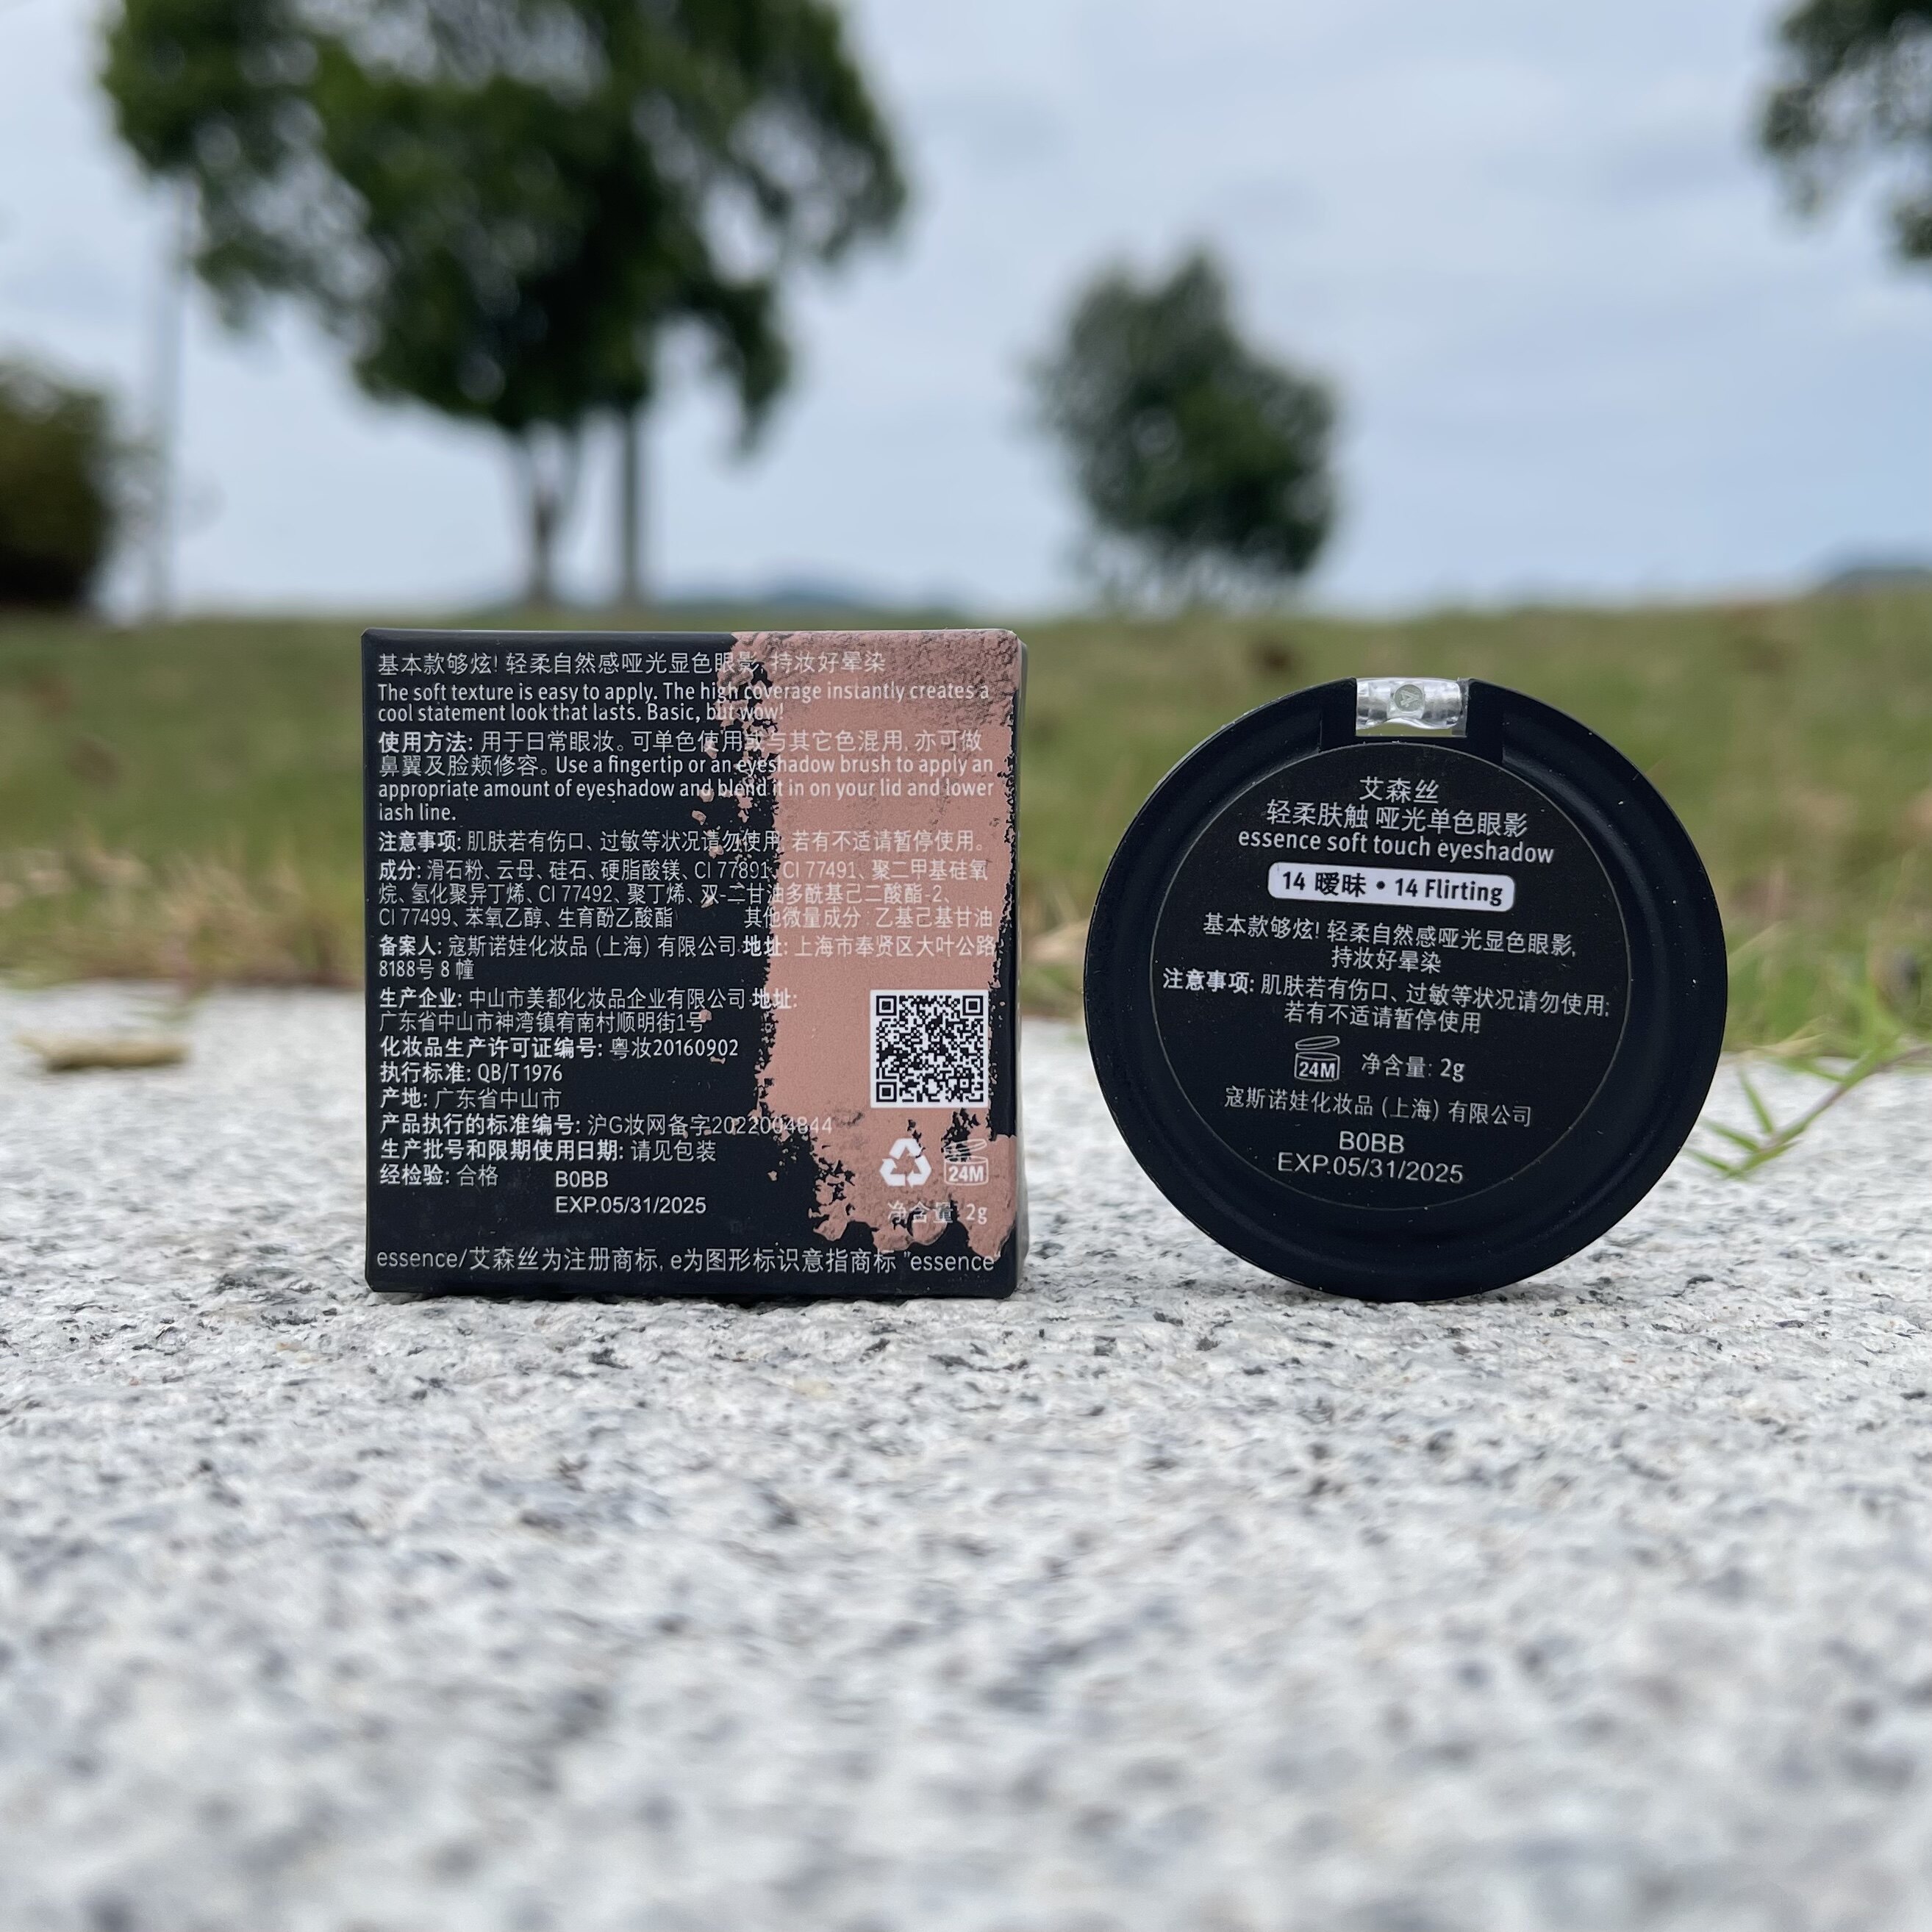 基本款够炫! 轻柔自然感哑光显色眼影, 持妆好晕染
The soft texture is easy to apply. The high coverage instantly creates a
cool statement look that lasts. Basic, but wow!
使用方法: 用于日常眼妆。可单色使用或与其它色混用, 亦可做
鼻翼及脸颊修容。Use a fingertip or an eyeshadow brush to apply an
appropriate amount of eyeshadow and blend it in on your lid and lower
lash line.
注意事项: 肌肤若有伤口、过敏等状况请勿使用; 若有不适请暂停使用。
成分: 滑石粉、云母、硅石、硬脂酸镁、CI 77891、CI 77491、聚二甲基硅氧
烷、氢化聚异丁烯、CI 77492、聚丁烯、双-二甘油多酰基己二酸酯-2、
CI 77499、苯氧乙醇、生育酚乙酸酯 其他微量成分: 乙基己基甘油
备案人: 寇斯诺娃化妆品 (上海) 有限公司 地址: 上海市奉贤区大叶公路
8188号 8 幢
生产企业: 中山市美都化妆品企业有限公司 地址:
广东省中山市神湾镇宥南村顺明街1号
化妆品生产许可证编号: 粤妆20160902
执行标准: QB/T 1976
产地: 广东省中山市
产品执行的标准编号: 沪G妆网备字2022004844
生产批号和限期使用日期: 请见包装
经检验: 合格
B0BB
EXP.05/31/2025
24M
净含量 2g
essence/艾森丝为注册商标, e为图形标识意指商标 "essence
艾森丝
轻柔肤触 哑光单色眼影
essence soft touch eyeshadow
14 暧昧 • 14 Flirting
基本款够炫! 轻柔自然感哑光显色眼影,
持妆好晕染
注意事项: 肌肤若有伤口、过敏等状况请勿使用;
若有不适请暂停使用
24M 净含量: 2g
寇斯诺娃化妆品 (上海) 有限公司
B0BB
EXP.05/31/2025